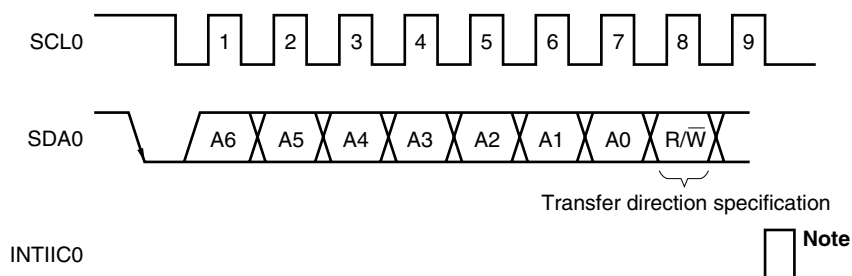 SCL0 1 2 3 4 5 6 7 8 9
SDA0 A6 A5 A4 A3 A2 A1 A0 R/W̅
Transfer direction specification
INTIIC0 Note